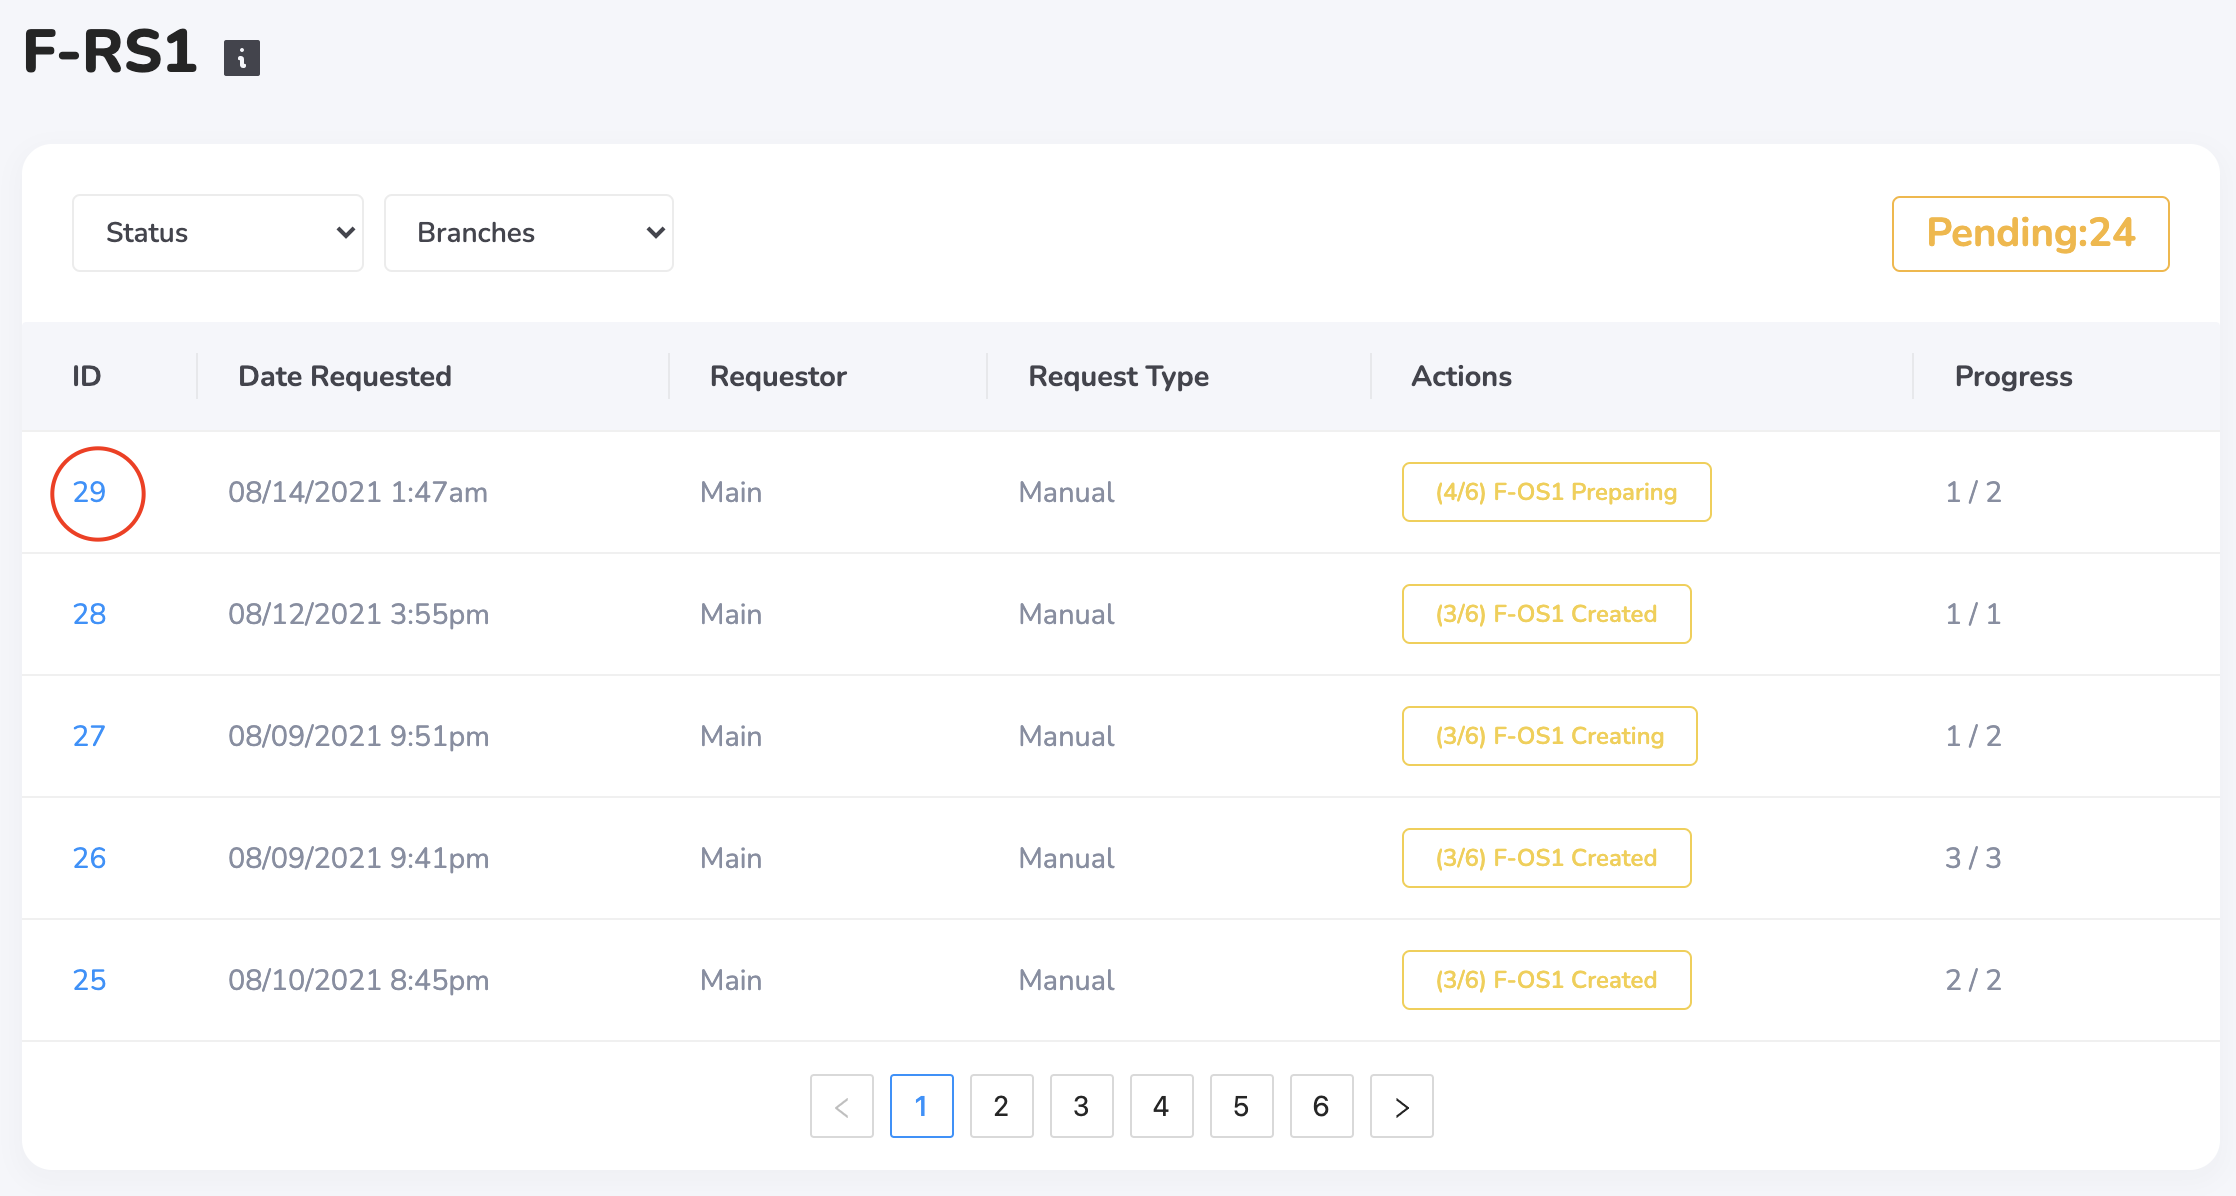 F-RS1
Status Branches Pending:24
ID Date Requested Requestor Request Type Actions Progress
29 08/14/2021 1:47am Main Manual (4/6) F-OS1 Preparing 1 / 2
28 08/12/2021 3:55pm Main Manual (3/6) F-OS1 Created 1 / 1
27 08/09/2021 9:51pm Main Manual (3/6) F-OS1 Creating 1 / 2
26 08/09/2021 9:41pm Main Manual (3/6) F-OS1 Created 3 / 3
25 08/10/2021 8:45pm Main Manual (3/6) F-OS1 Created 2 / 2
< 1 2 3 4 5 6 >